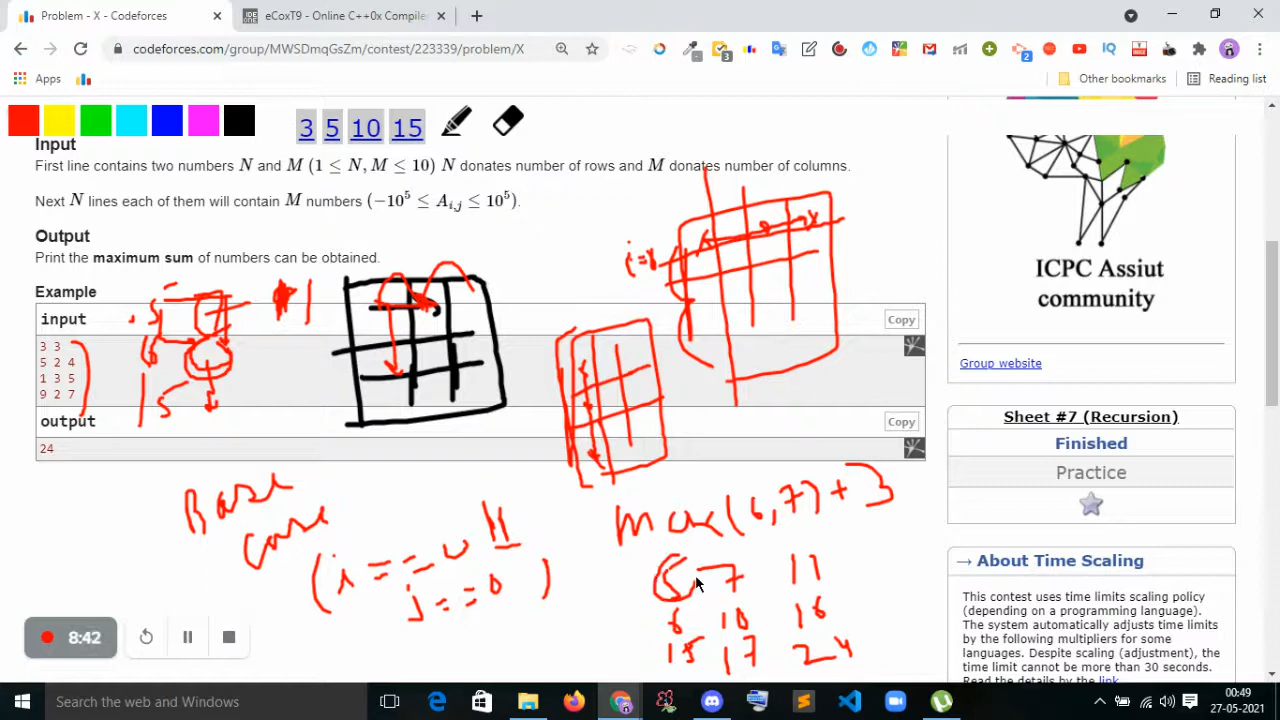 Problem - X - Codeforces
eCoxT9 - Online C++0x Compiler
codeforces.com/group/MWSDmqGsZm/contest/223339/problem/X
Apps
Other bookmarks
Reading list
3 5 10 15
Input
First line contains two numbers N and M (1 ≤ N, M ≤ 10) N donates number of rows and M donates number of columns.
Next N lines each of them will contain M numbers (−10^5 ≤ A_{i,j} ≤ 10^5).
Output
Print the maximum sum of numbers can be obtained.
Example
input
Copy
3 3
5 2 4
1 3 5
9 2 7
output
Copy
24
Base
case
(i == 0 ||
j == 0)
max(6,7)+3
5 7 11
6 10 16
15 17 24
8:42
ICPC Assiut
community
Group website
Sheet #7 (Recursion)
Finished
Practice
→ About Time Scaling
This contest uses time limits scaling policy
(depending on a programming language).
The system automatically adjusts time limits
by the following multipliers for some
languages. Despite scaling (adjustment), the
time limit cannot be more than 30 seconds.
Read the details by the link.
Search the web and Windows
00:49
27-05-2021